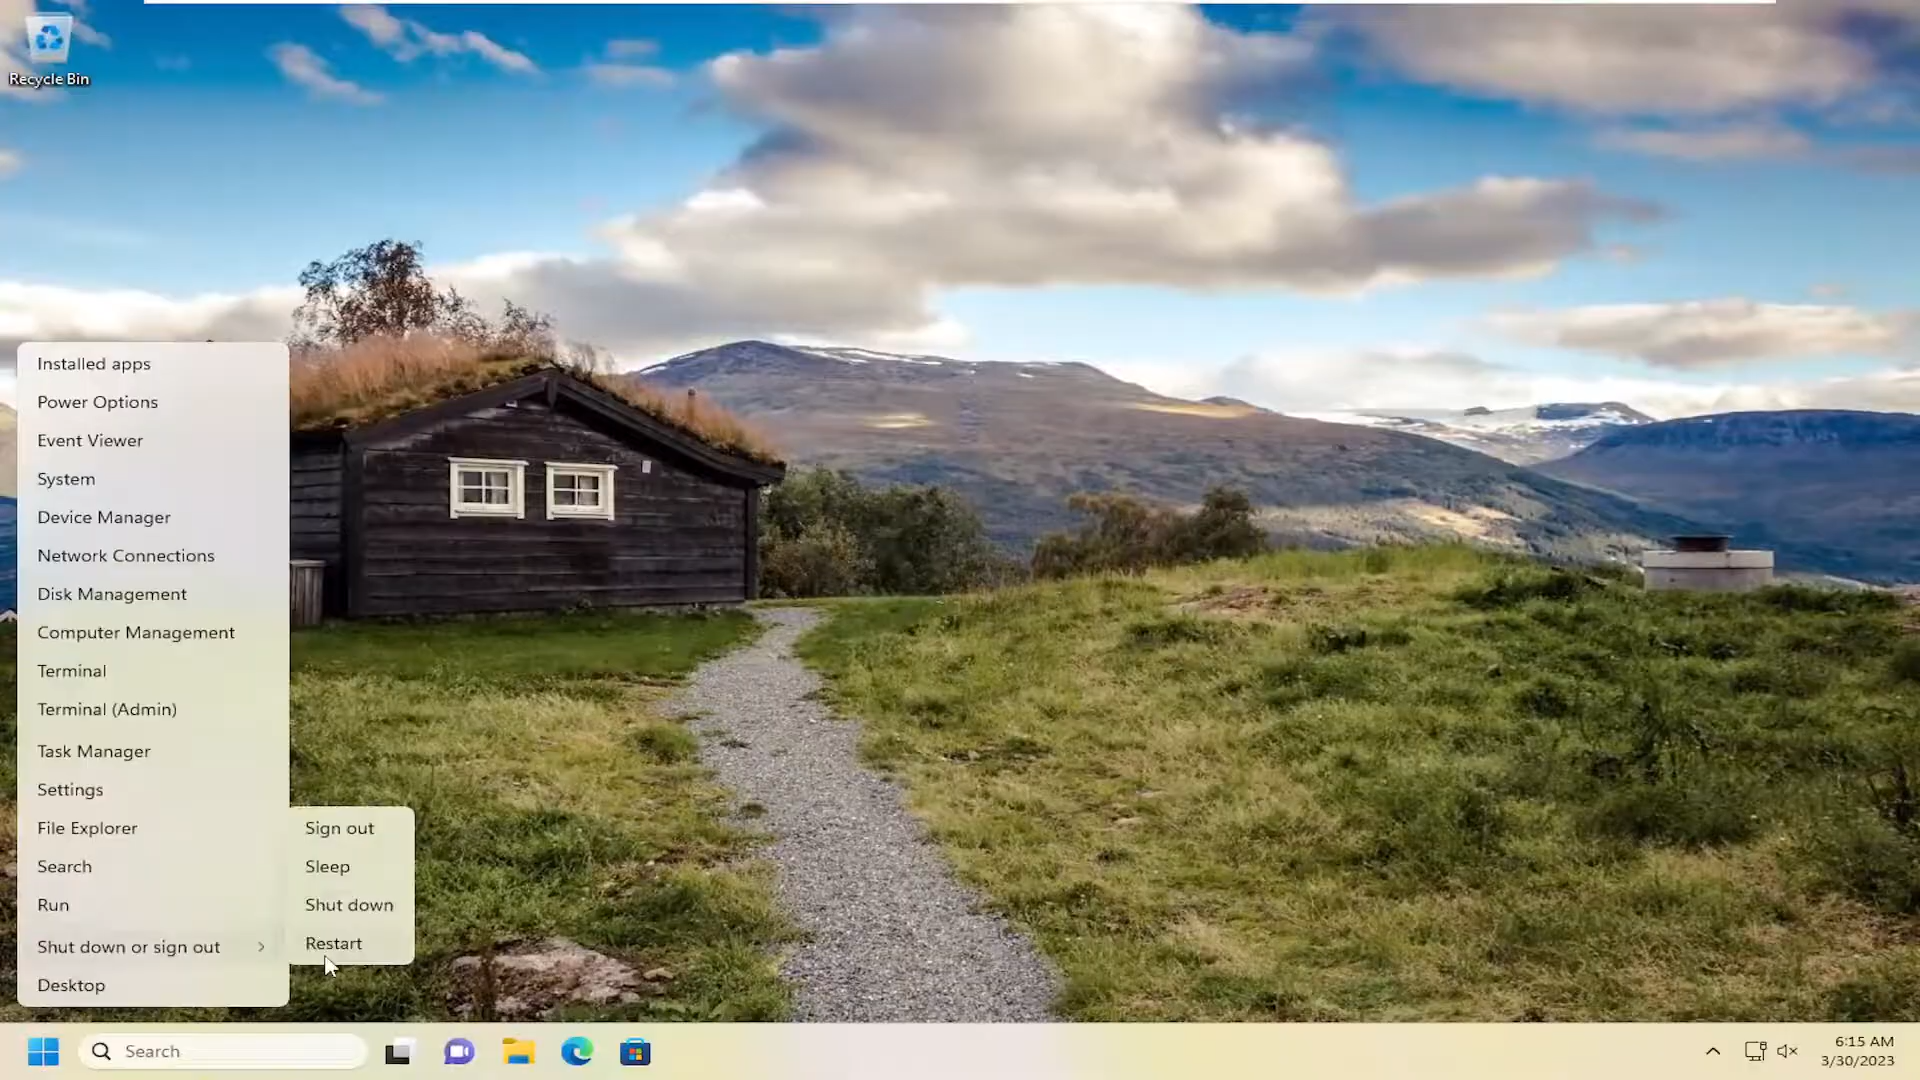 Recycle Bin
Installed apps
Power Options
Event Viewer
System
Device Manager
Network Connections
Disk Management
Computer Management
Terminal
Terminal (Admin)
Task Manager
Settings
File Explorer
Search
Run
Shut down or sign out
Desktop
Sign out
Sleep
Shut down
Restart
Search
6:15 AM
3/30/2023